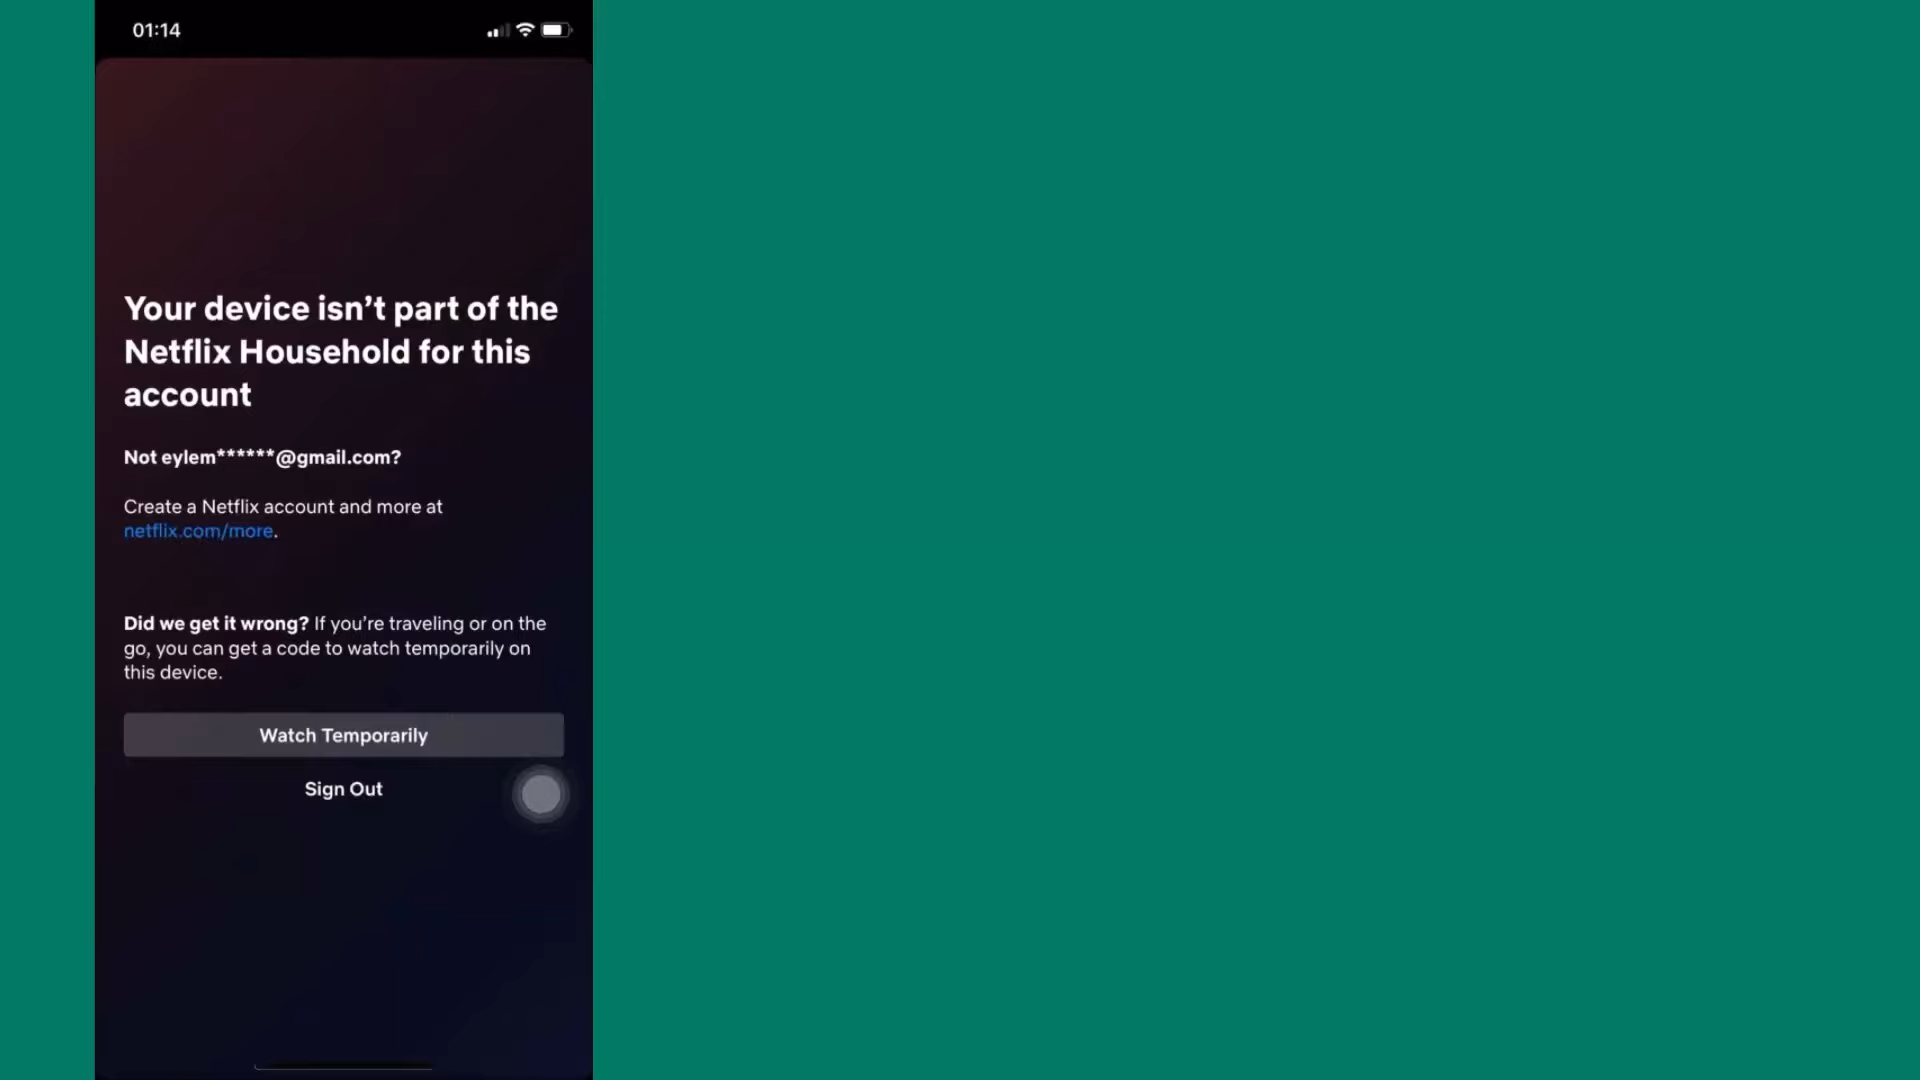 01:14
Your device isn’t part of the
Netflix Household for this
account
Not eylem******@gmail.com?
Create a Netflix account and more at
netflix.com/more.
Did we get it wrong? If you’re traveling or on the
go, you can get a code to watch temporarily on
this device.
Watch Temporarily
Sign Out